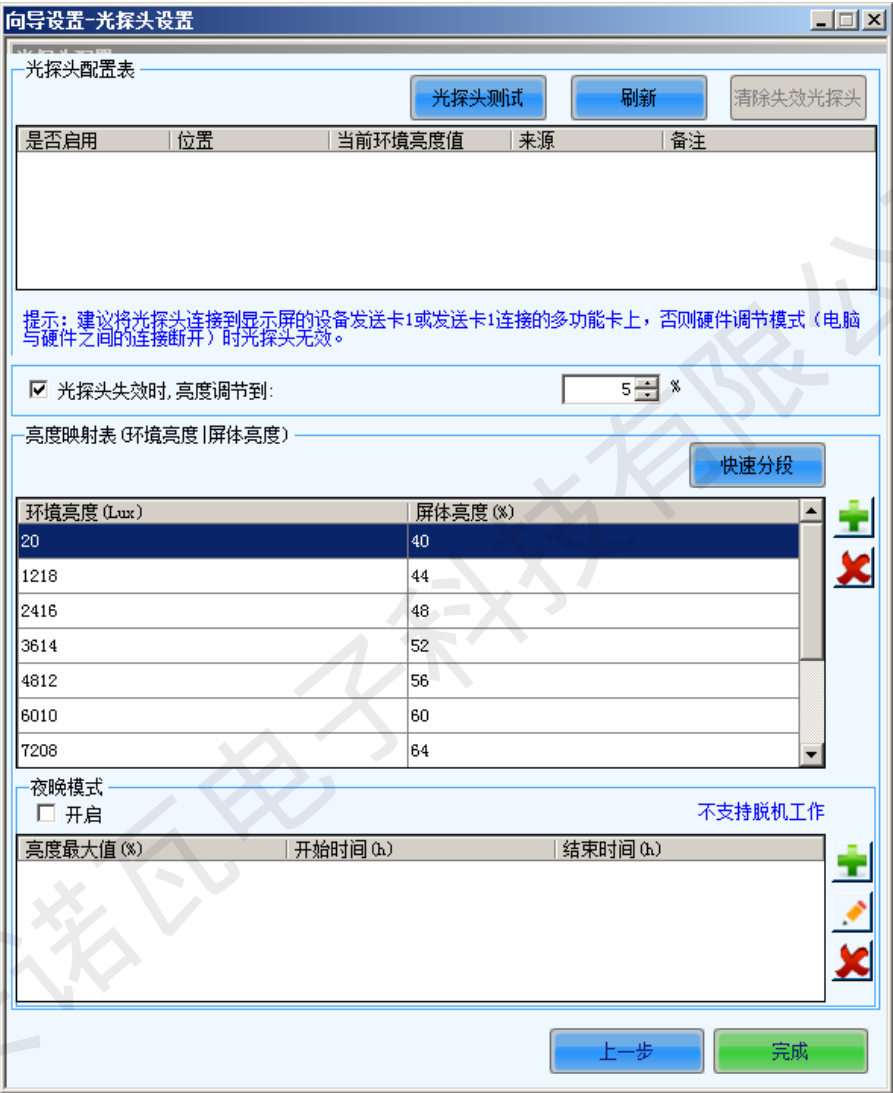 向导设置-光探头设置
光探头配置
光探头配置表
光探头测试 刷新 清除失效光探头
是否启用 位置 当前环境亮度值 来源 备注
提示：建议将光探头连接到显示屏的设备发送卡1或发送卡1连接的多功能卡上，否则硬件调节模式（电脑
与硬件之间的连接断开）时光探头无效。
光探头失效时,亮度调节到: 5 %
亮度映射表(环境亮度|屏体亮度)
快速分段
环境亮度(Lux) 屏体亮度(%)
20 40
1218 44
2416 48
3614 52
4812 56
6010 60
7208 64
夜晚模式
开启 不支持脱机工作
亮度最大值(%) 开始时间(h) 结束时间(h)
上一步 完成
诺瓦电子科技有限公